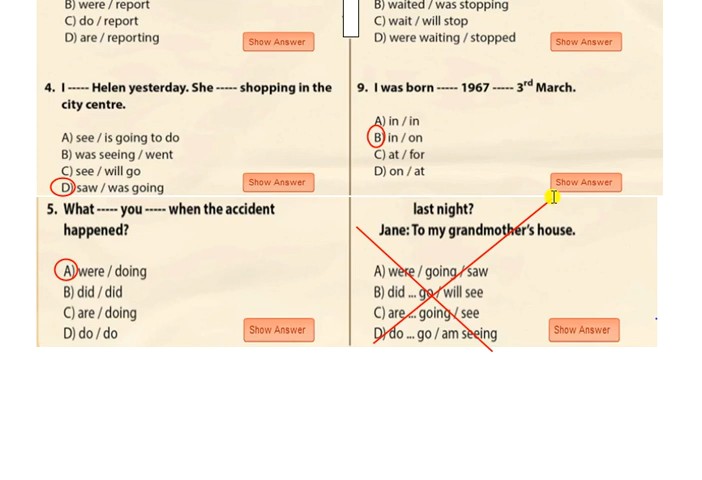 B) were / report
C) do / report
D) are / reporting
Show Answer
4. I ----- Helen yesterday. She ----- shopping in the
city centre.
A) see / is going to do
B) was seeing / went
C) see / will go
D) saw / was going
Show Answer
5. What ----- you ----- when the accident
happened?
A) were / doing
B) did / did
C) are / doing
D) do / do
Show Answer
B) waited / was stopping
C) wait / will stop
D) were waiting / stopped
Show Answer
9. I was born ----- 1967 ----- 3rd March.
A) in / in
B) in / on
C) at / for
D) on / at
Show Answer
last night?
Jane: To my grandmother's house.
A) were / going / saw
B) did ... go / will see
C) are ... going / see
D) do ... go / am seeing
Show Answer